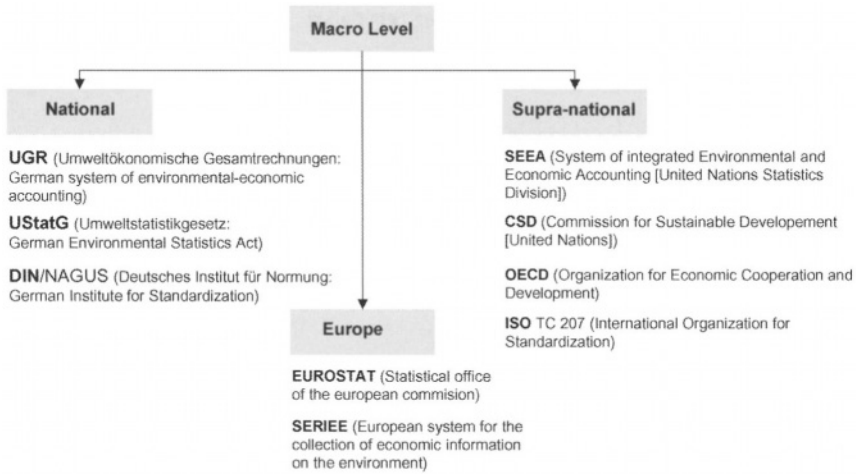 Macro Level
National
UGR (Umweltökonomische Gesamtrechnungen:
German system of environmental-economic
accounting)
UStatG (Umweltstatistikgesetz:
German Environmental Statistics Act)
DIN/NAGUS (Deutsches Institut für Normung:
German Institute for Standardization)
Europe
EUROSTAT (Statistical office
of the european commision)
SERIEE (European system for the
collection of economic information
on the environment)
Supra-national
SEEA (System of integrated Environmental and
Economic Accounting [United Nations Statistics
Division])
CSD (Commission for Sustainable Developement
[United Nations])
OECD (Organization for Economic Cooperation and
Development)
ISO TC 207 (International Organization for
Standardization)